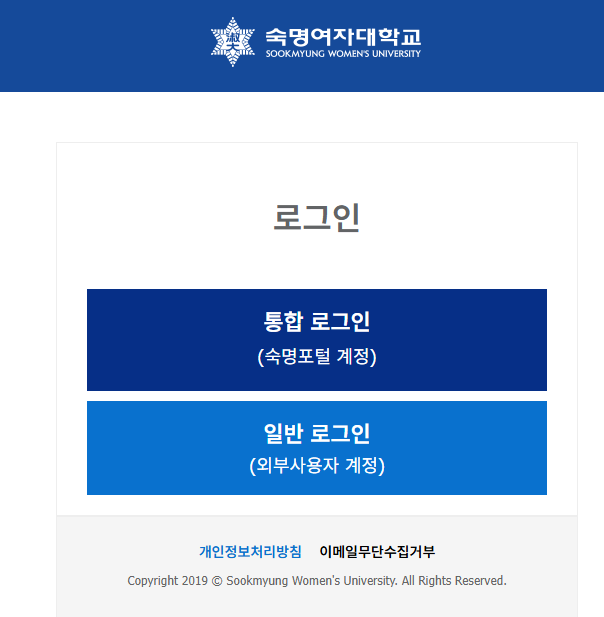 숙명여자대학교
SOOKMYUNG WOMEN'S UNIVERSITY
로그인
통합 로그인
(숙명포털 계정)
일반 로그인
(외부사용자 계정)
개인정보처리방침 이메일무단수집거부
Copyright 2019 © Sookmyung Women's University. All Rights Reserved.